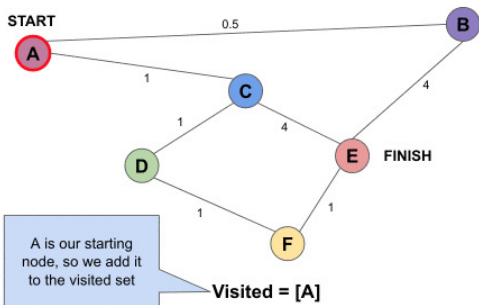 START
0.5
B
A
1
C
1
4
4
D
E
FINISH
1
1
F
A is our starting
node, so we add it
to the visited set
Visited = [A]